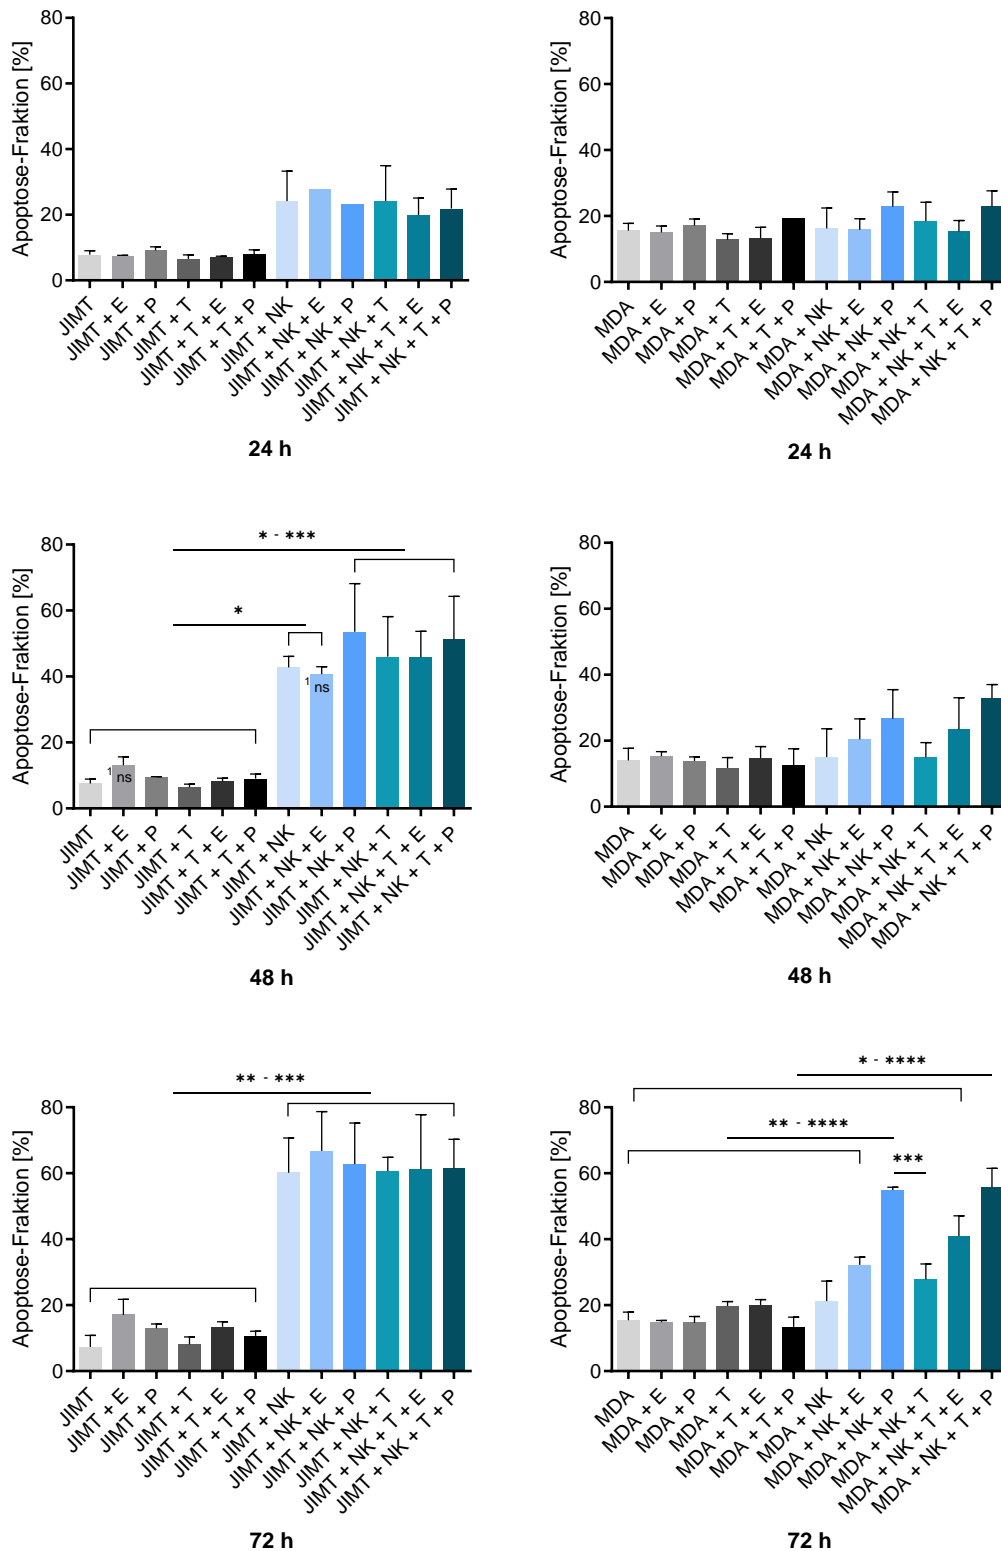 Apoptose-Fraktion [%]
80
60
40
20
0
JIMT
JIMT + E
JIMT + P
JIMT + T
JIMT + T + E
JIMT + T + P
JIMT + NK
JIMT + NK + E
JIMT + NK + P
JIMT + NK + T
JIMT + NK + T + E
JIMT + NK + T + P
24 h
Apoptose-Fraktion [%]
80
60
40
20
0
MDA
MDA + E
MDA + P
MDA + T
MDA + T + E
MDA + T + P
MDA + NK
MDA + NK + E
MDA + NK + P
MDA + NK + T
MDA + NK + T + E
MDA + NK + T + P
24 h
Apoptose-Fraktion [%]
80
60
40
20
0
* - ***
*
1 ns
1 ns
JIMT
JIMT + E
JIMT + P
JIMT + T
JIMT + T + E
JIMT + T + P
JIMT + NK
JIMT + NK + E
JIMT + NK + P
JIMT + NK + T
JIMT + NK + T + E
JIMT + NK + T + P
48 h
Apoptose-Fraktion [%]
80
60
40
20
0
MDA
MDA + E
MDA + P
MDA + T
MDA + T + E
MDA + T + P
MDA + NK
MDA + NK + E
MDA + NK + P
MDA + NK + T
MDA + NK + T + E
MDA + NK + T + P
48 h
Apoptose-Fraktion [%]
80
60
40
20
0
** - ***
JIMT
JIMT + E
JIMT + P
JIMT + T
JIMT + T + E
JIMT + T + P
JIMT + NK
JIMT + NK + E
JIMT + NK + P
JIMT + NK + T
JIMT + NK + T + E
JIMT + NK + T + P
72 h
Apoptose-Fraktion [%]
80
60
40
20
0
* - ****
** - ****
***
MDA
MDA + E
MDA + P
MDA + T
MDA + T + E
MDA + T + P
MDA + NK
MDA + NK + E
MDA + NK + P
MDA + NK + T
MDA + NK + T + E
MDA + NK + T + P
72 h